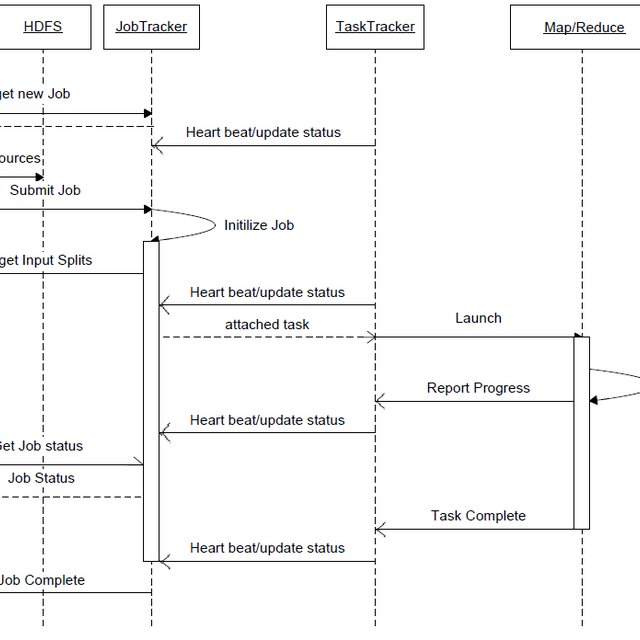 HDFS
JobTracker
TaskTracker
Map/Reduce
get new Job
Heart beat/update status
ources
Submit Job
Initilize Job
get Input Splits
Heart beat/update status
attached task
Launch
Report Progress
Heart beat/update status
Get Job status
Job Status
Task Complete
Heart beat/update status
Job Complete